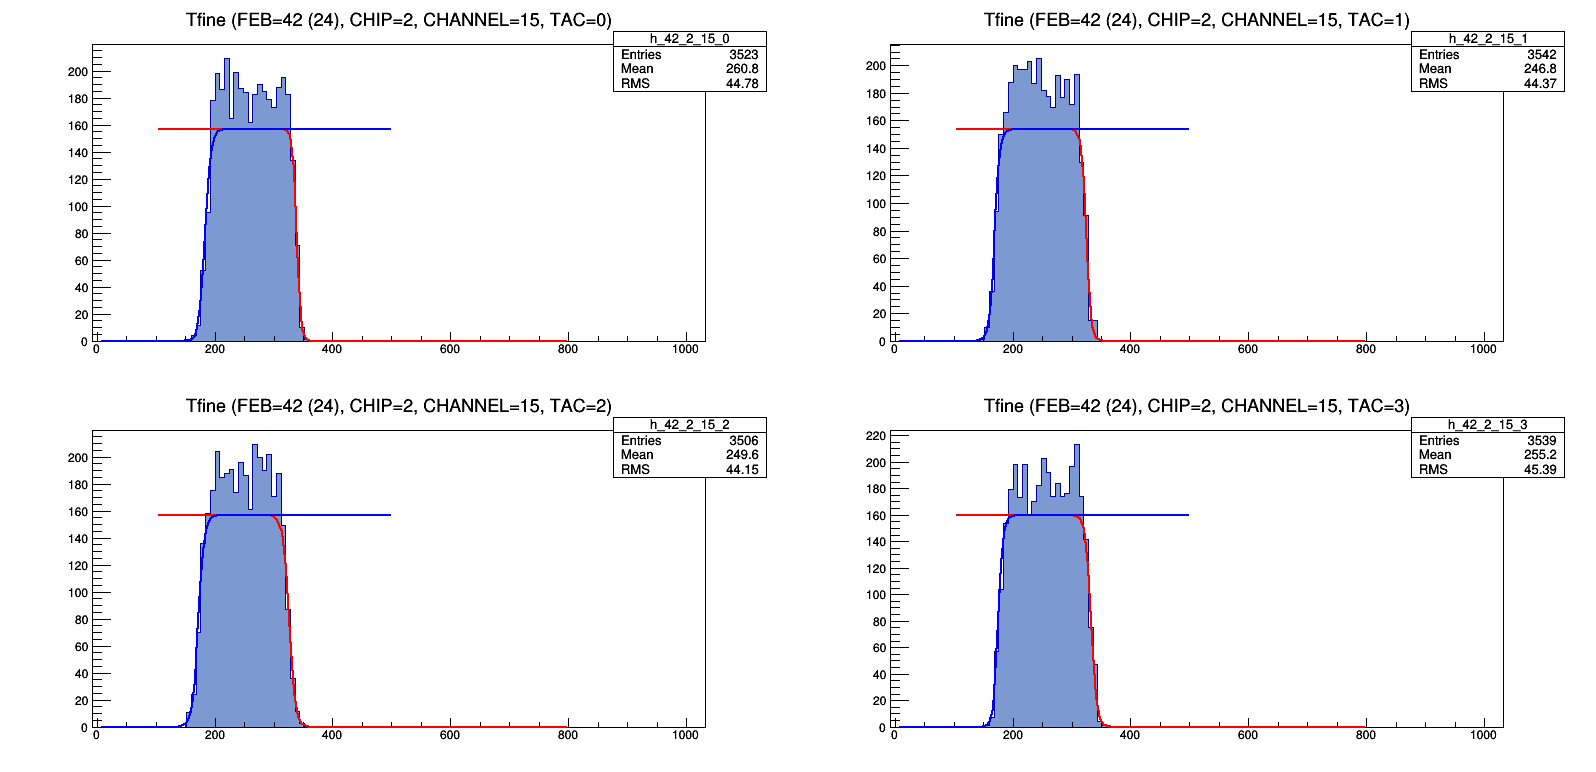 Tfine (FEB=42 (24), CHIP=2, CHANNEL=15, TAC=0)
h_42_2_15_0
Entries 3523
Mean 260.8
RMS 44.78
200
180
160
140
120
100
80
60
40
20
0
0 200 400 600 800 1000
Tfine (FEB=42 (24), CHIP=2, CHANNEL=15, TAC=1)
h_42_2_15_1
Entries 3542
Mean 246.8
RMS 44.37
200
180
160
140
120
100
80
60
40
20
0
0 200 400 600 800 1000
Tfine (FEB=42 (24), CHIP=2, CHANNEL=15, TAC=2)
h_42_2_15_2
Entries 3506
Mean 249.6
RMS 44.15
200
180
160
140
120
100
80
60
40
20
0
0 200 400 600 800 1000
Tfine (FEB=42 (24), CHIP=2, CHANNEL=15, TAC=3)
h_42_2_15_3
Entries 3539
Mean 255.2
RMS 45.39
220
200
180
160
140
120
100
80
60
40
20
0
0 200 400 600 800 1000